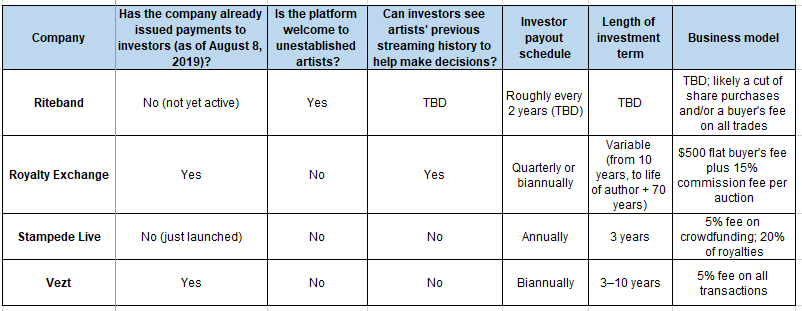 Company
Has the company already
issued payments to
investors (as of August 8,
2019)?
Is the platform
welcome to
unestablished
artists?
Can investors see
artists' previous
streaming history to
help make decisions?
Investor
payout
schedule
Length of
investment
term
Business model
Riteband
No (not yet active)
Yes
TBD
Roughly every
2 years (TBD)
TBD
TBD; likely a cut of
share purchases
and/or a buyer's fee
on all trades
Royalty Exchange
Yes
No
Yes
Quarterly or
biannually
Variable
(from 10
years, to life
of author + 70
years)
$500 flat buyer's fee
plus 15%
commission fee per
auction
Stampede Live
No (just launched)
No
No
Annually
3 years
5% fee on
crowdfunding; 20%
of royalties
Vezt
Yes
No
No
Biannually
3–10 years
5% fee on all
transactions